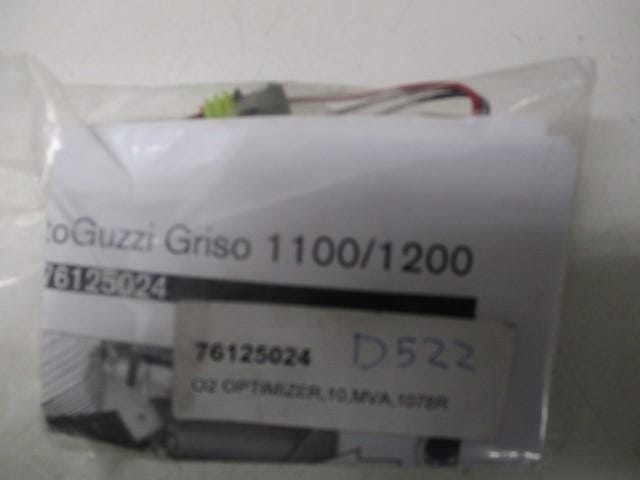 toGuzzi Griso 1100/1200
76125024
76125024 D522
O2 OPTIMIZER,10,MVA,1078R